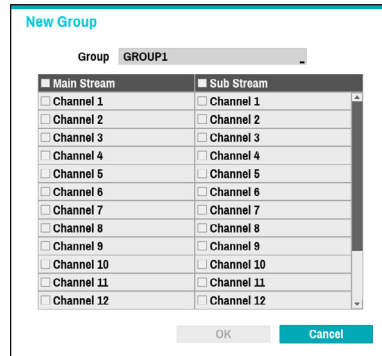 New Group
Group GROUP1
Main Stream Sub Stream
Channel 1 Channel 1
Channel 2 Channel 2
Channel 3 Channel 3
Channel 4 Channel 4
Channel 5 Channel 5
Channel 6 Channel 6
Channel 7 Channel 7
Channel 8 Channel 8
Channel 9 Channel 9
Channel 10 Channel 10
Channel 11 Channel 11
Channel 12 Channel 12
OK Cancel